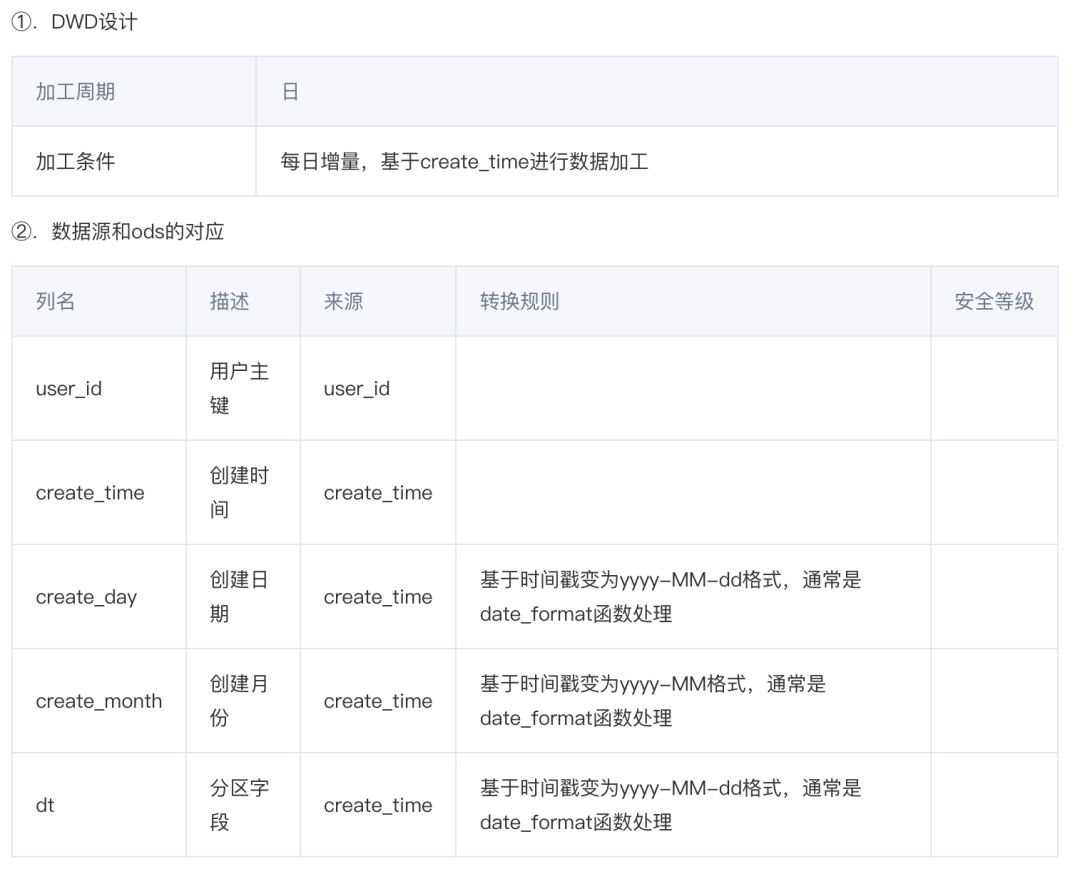 ①. DWD设计
加工周期
日
加工条件
每日增量，基于create_time进行数据加工
②. 数据源和ods的对应
列名
描述
来源
转换规则
安全等级
user_id
用户主
键
user_id
create_time
创建时
间
create_time
create_day
创建日
期
create_time
基于时间戳变为yyyy-MM-dd格式，通常是
date_format函数处理
create_month
创建月
份
create_time
基于时间戳变为yyyy-MM格式，通常是
date_format函数处理
dt
分区字
段
create_time
基于时间戳变为yyyy-MM-dd格式，通常是
date_format函数处理